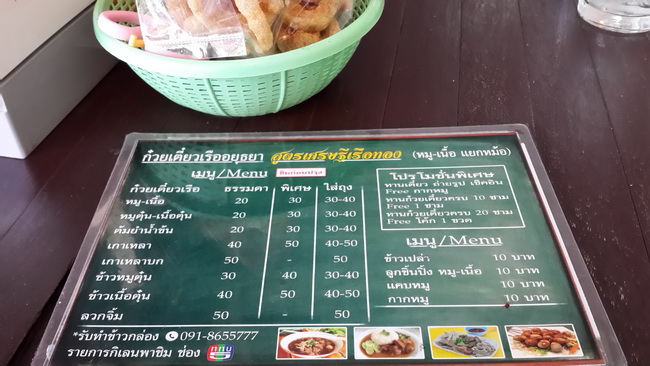 ก๋วยเตี๋ยวเรืออยุธยา สูตรเศรษฐีเรือทอง (หมู-เนื้อ แยกหม้อ)
เมนู/Menu ชิมก่อนปรุง
ก๋วยเตี๋ยวเรือ ธรรมดา พิเศษ ใส่ถุง
หมู-เนื้อ 20 30 30-40
หมูตุ๋น-เนื้อตุ๋น 20 30 30-40
ต้มยำน้ำข้น 20 30 30-40
เกาเหลา 40 50 40-50
เกาเหลาบก 50 - 50
ข้าวหมูตุ๋น 30 40 30-40
ข้าวเนื้อตุ๋น 40 50 40-50
ลวกจิ้ม 50 - 50
*รับทำข้าวกล่อง 091-8655777
รายการกิเลนพาชิม ช่อง ททบ 5
โปรโมชั่นพิเศษ
ทานเดี่ยว ถ่ายรูป เช็คอิน
Free กากหมู
ทานก๋วยเตี๋ยวครบ 10 ชาม
Free 1 ชาม
ทานก๋วยเตี๋ยวครบ 20 ชาม
Free โค้ก 1 ขวด
เมนู/Menu
ข้าวเปล่า 10 บาท
ลูกชิ้นปิ้ง หมู-เนื้อ 10 บาท
แคบหมู 10 บาท
กากหมู 10 บาท